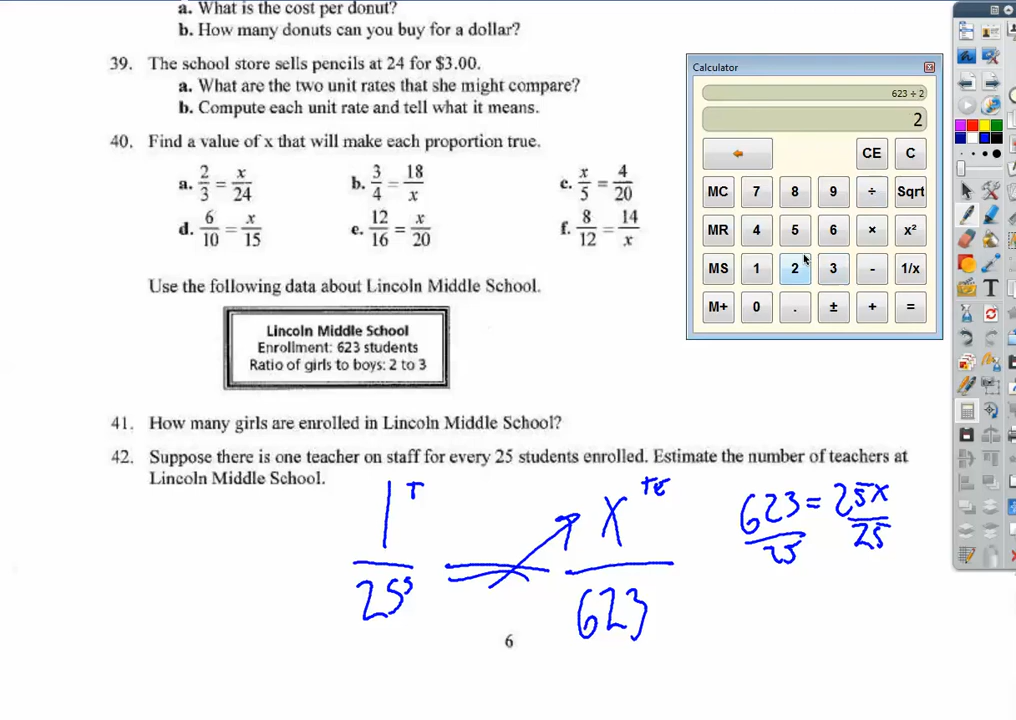 a. What is the cost per donut?
b. How many donuts can you buy for a dollar?
39. The school store sells pencils at 24 for $3.00.
a. What are the two unit rates that she might compare?
b. Compute each unit rate and tell what it means.
40. Find a value of x that will make each proportion true.
a. 2/3 = x/24 b. 3/4 = 18/x c. x/5 = 4/20
d. 6/10 = x/15 e. 12/16 = x/20 f. 8/12 = 14/x
Use the following data about Lincoln Middle School.
Lincoln Middle School
Enrollment: 623 students
Ratio of girls to boys: 2 to 3
41. How many girls are enrolled in Lincoln Middle School?
42. Suppose there is one teacher on staff for every 25 students enrolled. Estimate the number of teachers at
Lincoln Middle School.
1 T
25 s
x
623
623 = 25x
25 25
6
Calculator
623 ÷ 2
2
CE C
MC 7 8 9 ÷ Sqrt
MR 4 5 6 × x²
MS 1 2 3 - 1/x
M+ 0 . ± + =
T